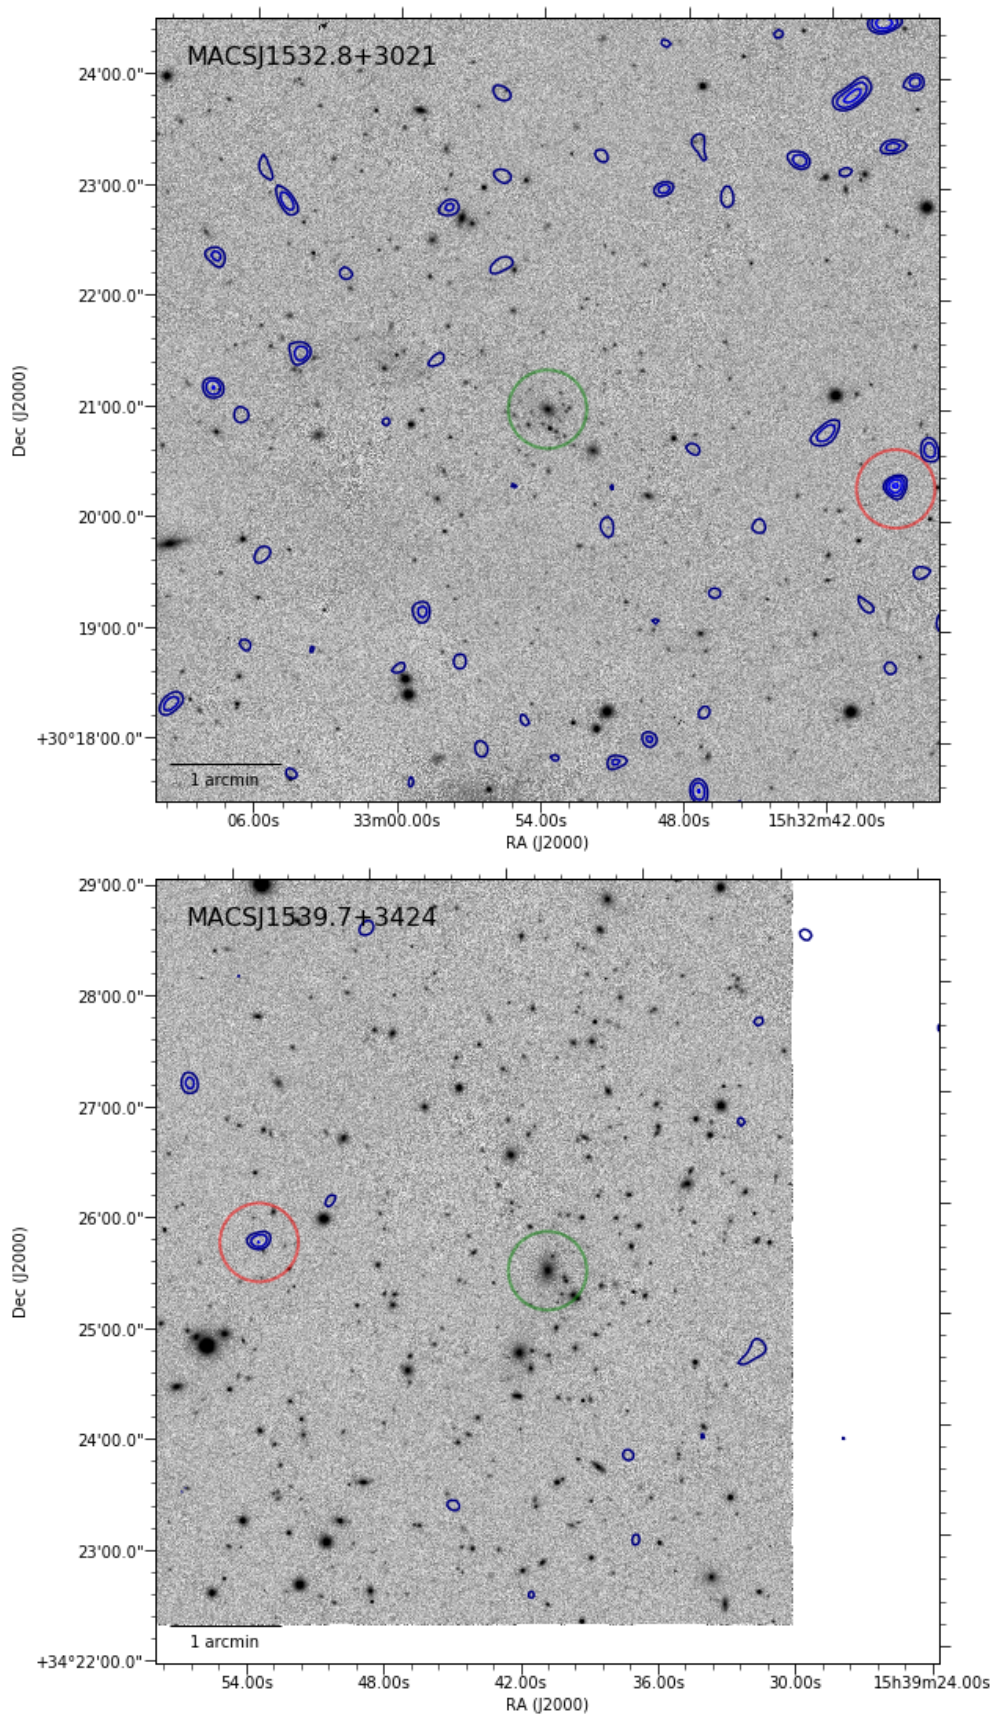 MACSJ1532.8+3021
24'00.0"
23'00.0"
22'00.0"
21'00.0"
20'00.0"
19'00.0"
+30°18'00.0"
Dec (J2000)
1 arcmin
06.00s
33m00.00s
54.00s
48.00s
15h32m42.00s
RA (J2000)
MACSJ1539.7+3424
29'00.0"
28'00.0"
27'00.0"
26'00.0"
25'00.0"
24'00.0"
23'00.0"
+34°22'00.0"
Dec (J2000)
1 arcmin
54.00s
48.00s
42.00s
36.00s
30.00s
15h39m24.00s
RA (J2000)